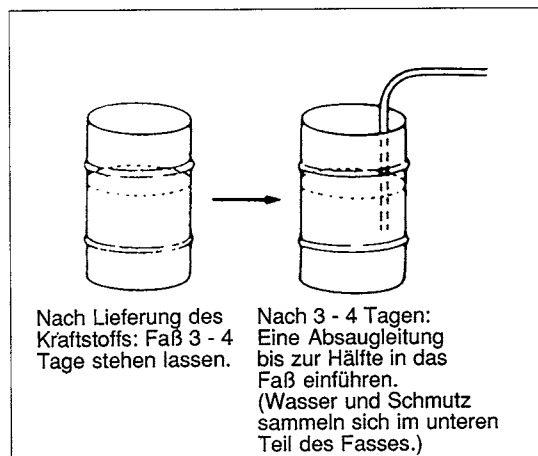 Nach Lieferung des
Kraftstoffs: Faß 3 - 4
Tage stehen lassen.
Nach 3 - 4 Tagen:
Eine Absaugleitung
bis zur Hälfte in das
Faß einführen.
(Wasser und Schmutz
sammeln sich im unteren
Teil des Fasses.)